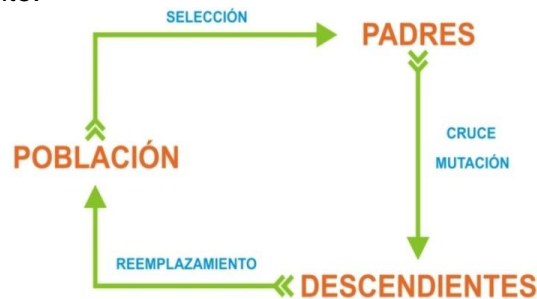 SELECCIÓN
PADRES
CRUCE
MUTACIÓN
POBLACIÓN
REEMPLAZAMIENTO
DESCENDIENTES